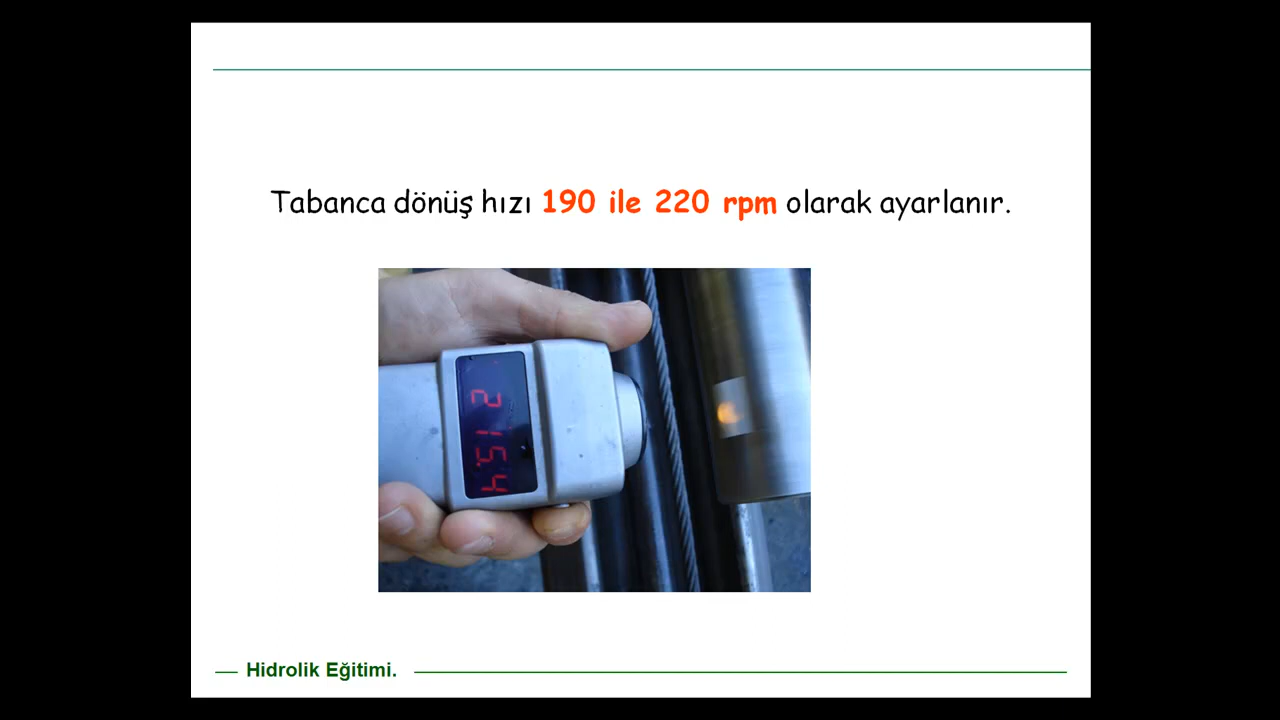 Tabanca dönüş hızı 190 ile 220 rpm olarak ayarlanır.
215.4
Hidrolik Eğitimi.